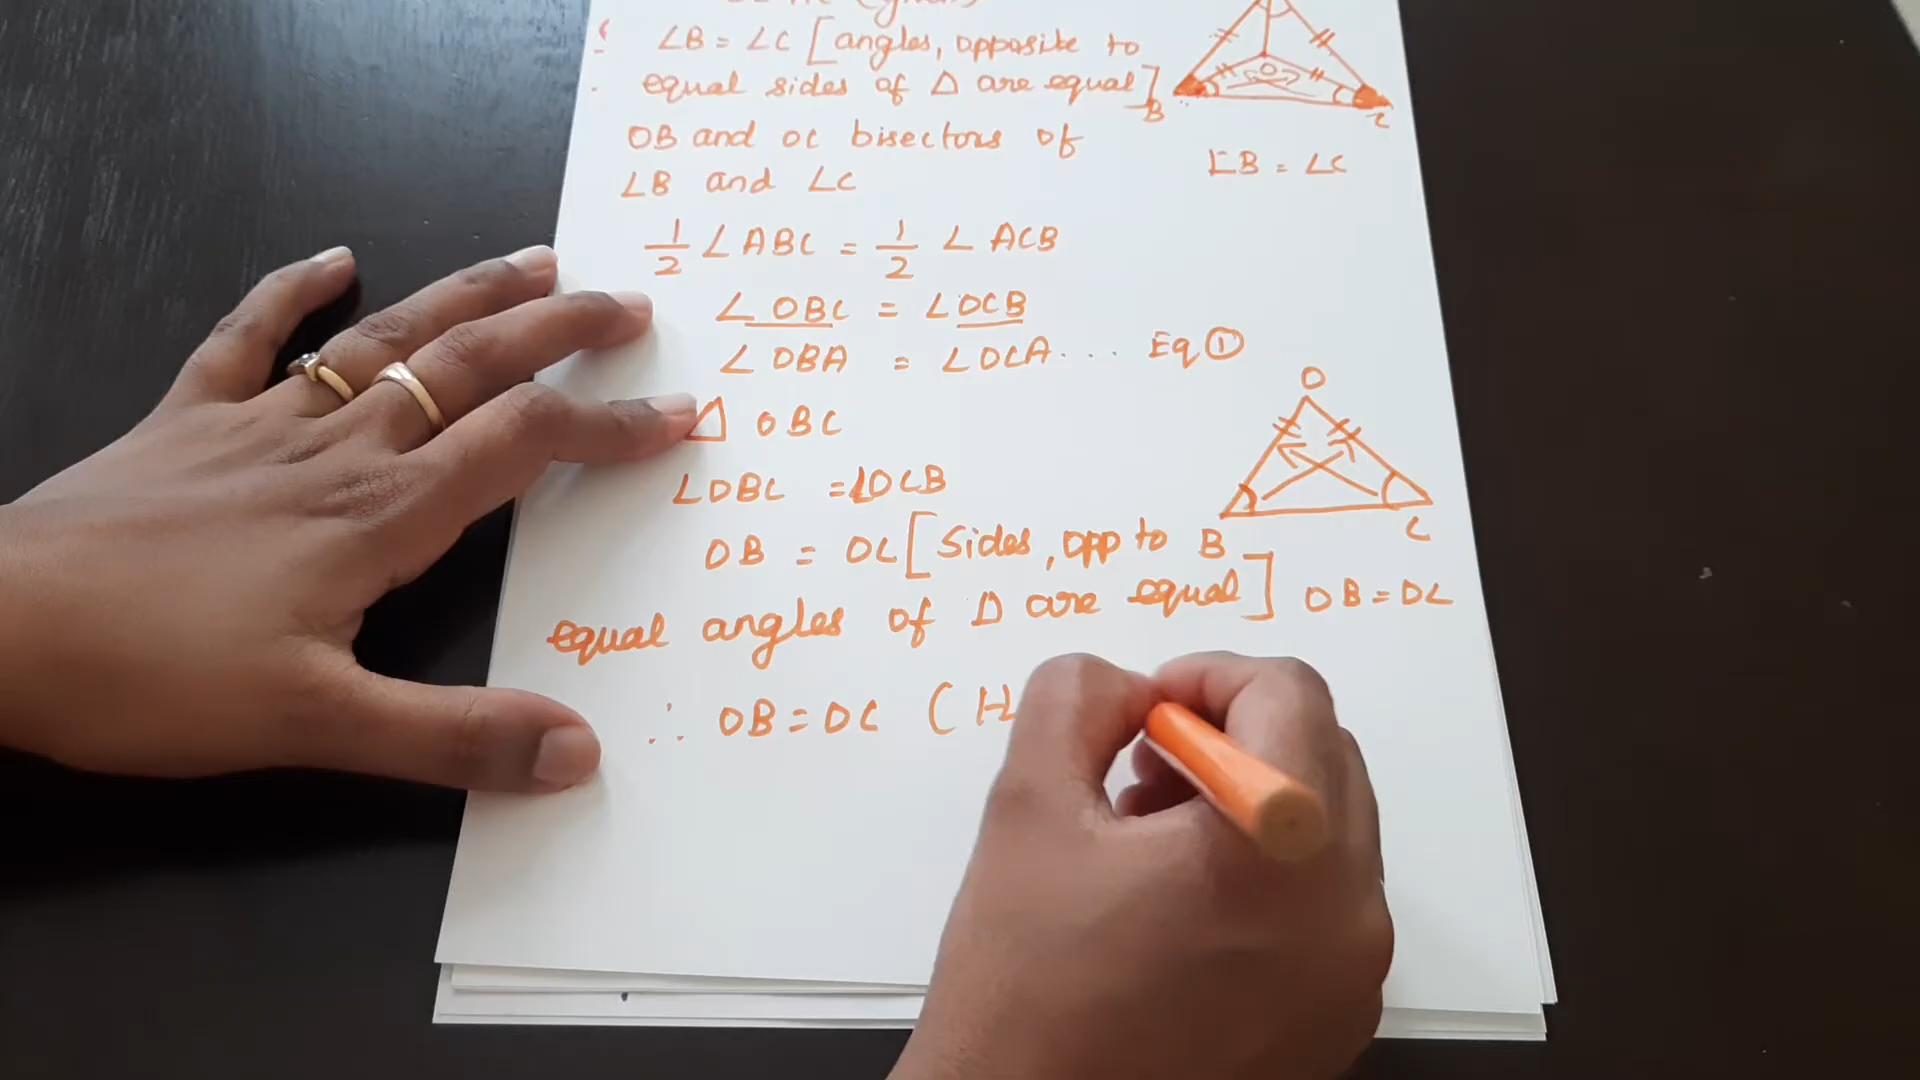 ∠B = ∠C [angles, opposite to
equal sides of Δ are equal]
OB and OC bisectors of
∠B and ∠C
1/2 ∠ABC = 1/2 ∠ACB
∠OBC = ∠OCB
∠OBA = ∠OCA.... Eq ①
Δ OBC
∠OBC = ∠OCB
OB = OC [Sides, opp to
equal angles of Δ are equal]
∴ OB = OC (H
O
B
C
∠B = ∠C
O
B
C
OB = OC